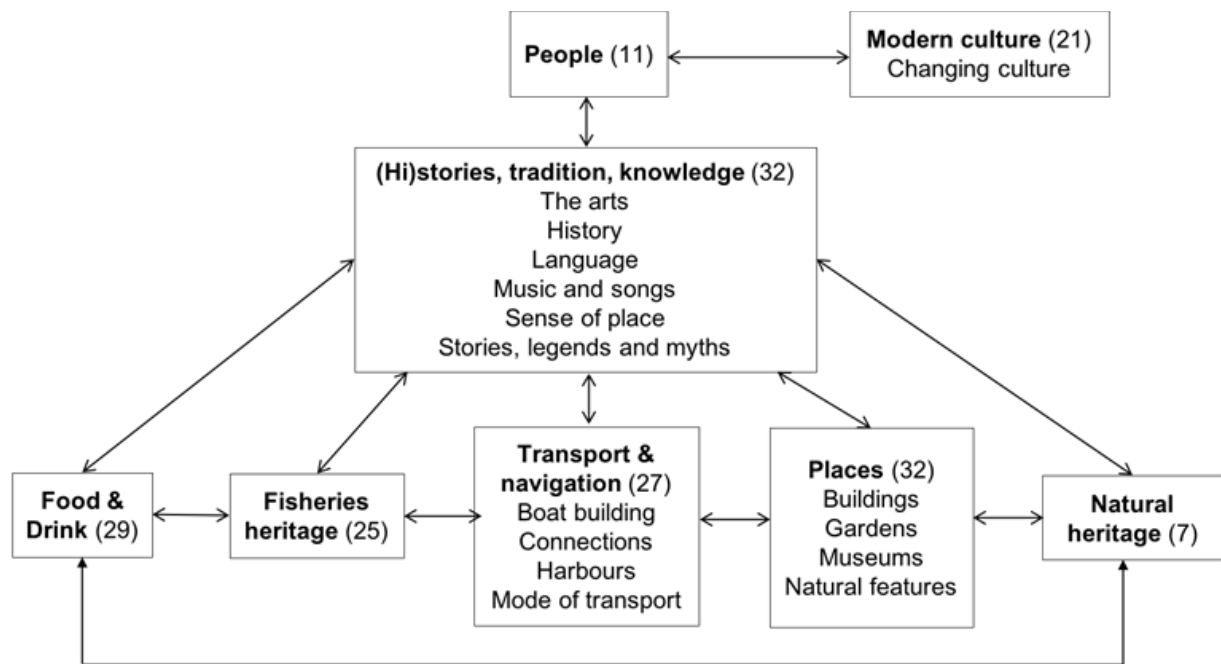 People (11)
Modern culture (21)
Changing culture
(Hi)stories, tradition, knowledge (32)
The arts
History
Language
Music and songs
Sense of place
Stories, legends and myths
Food &
Drink (29)
Fisheries
heritage (25)
Transport &
navigation (27)
Boat building
Connections
Harbours
Mode of transport
Places (32)
Buildings
Gardens
Museums
Natural features
Natural
heritage (7)